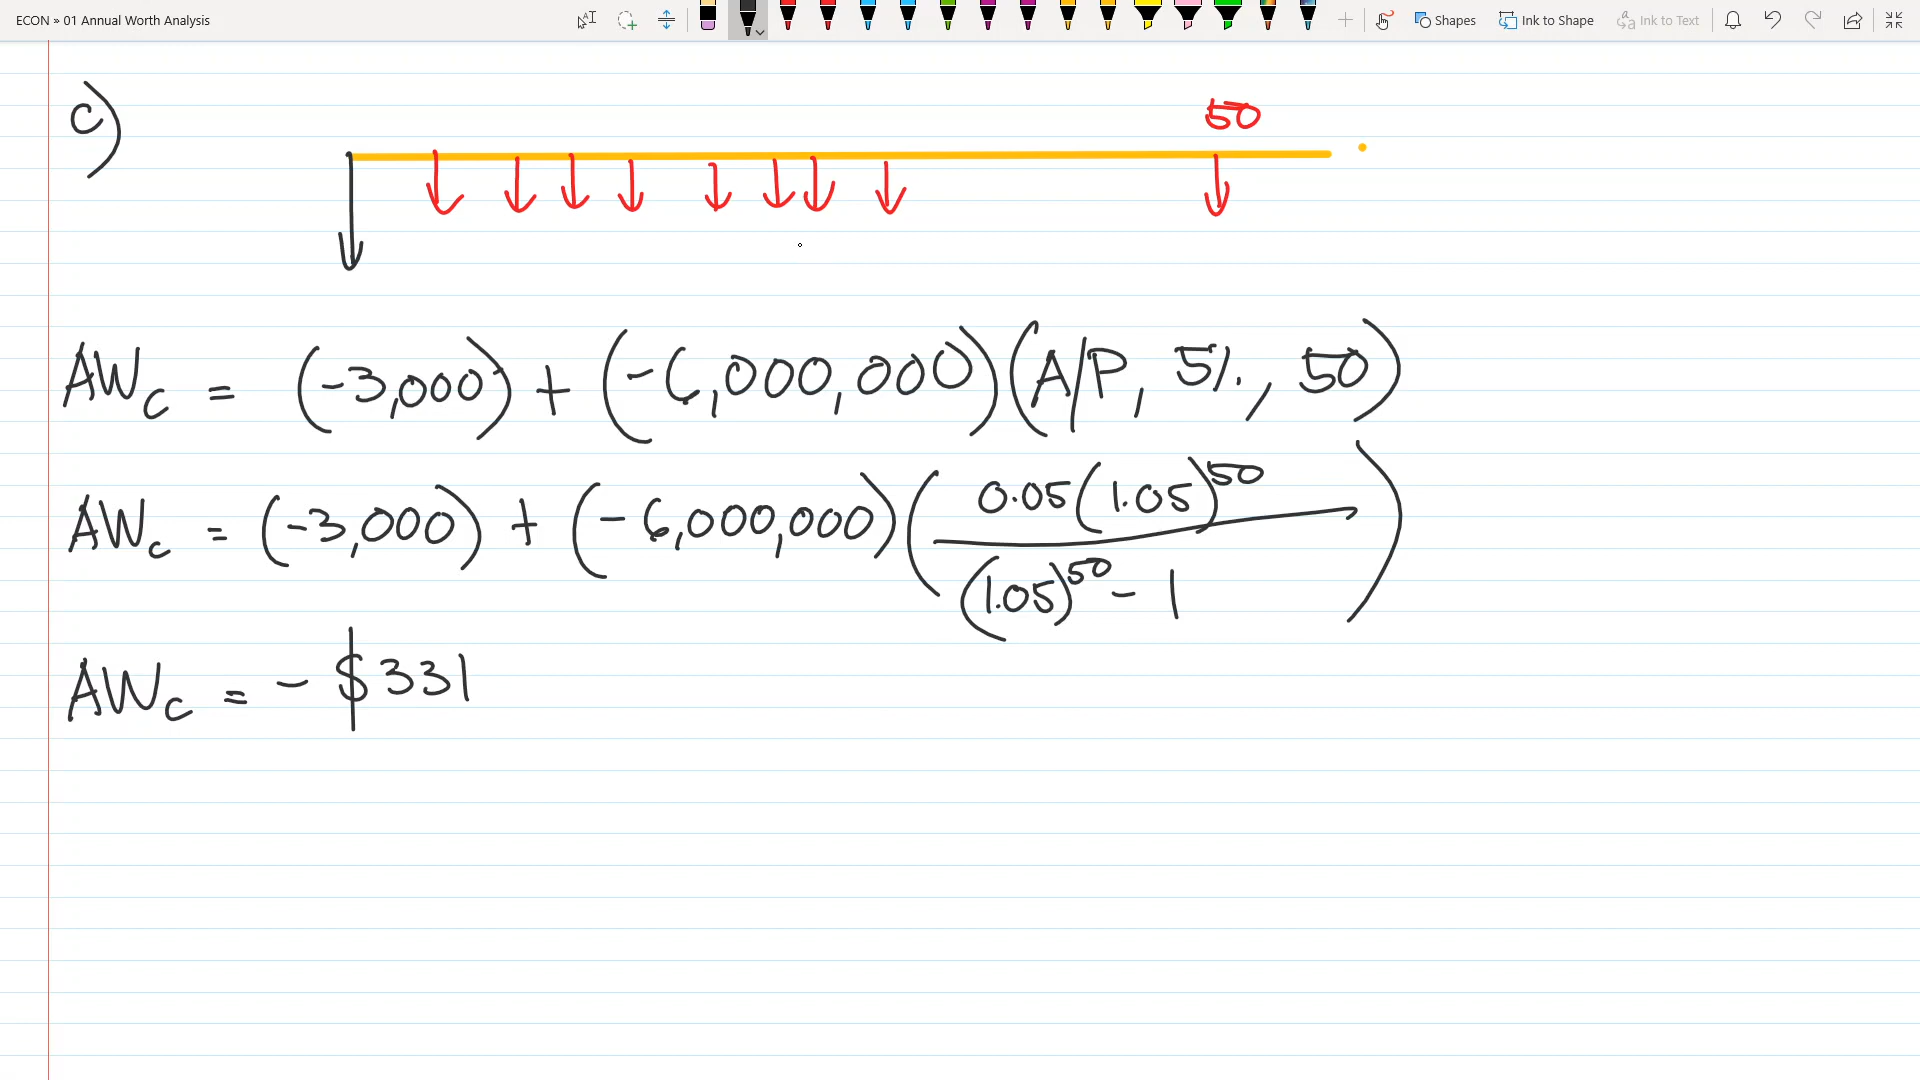 ECON » 01 Annual Worth Analysis
Shapes Ink to Shape Ink to Text
c)
50
AWc = (-3,000) + (-6,000,000)(A/P, 5%, 50)
AWc = (-3,000) + (-6,000,000)(0.05(1.05)^50
(1.05)^50 - 1)
AWc = - $331